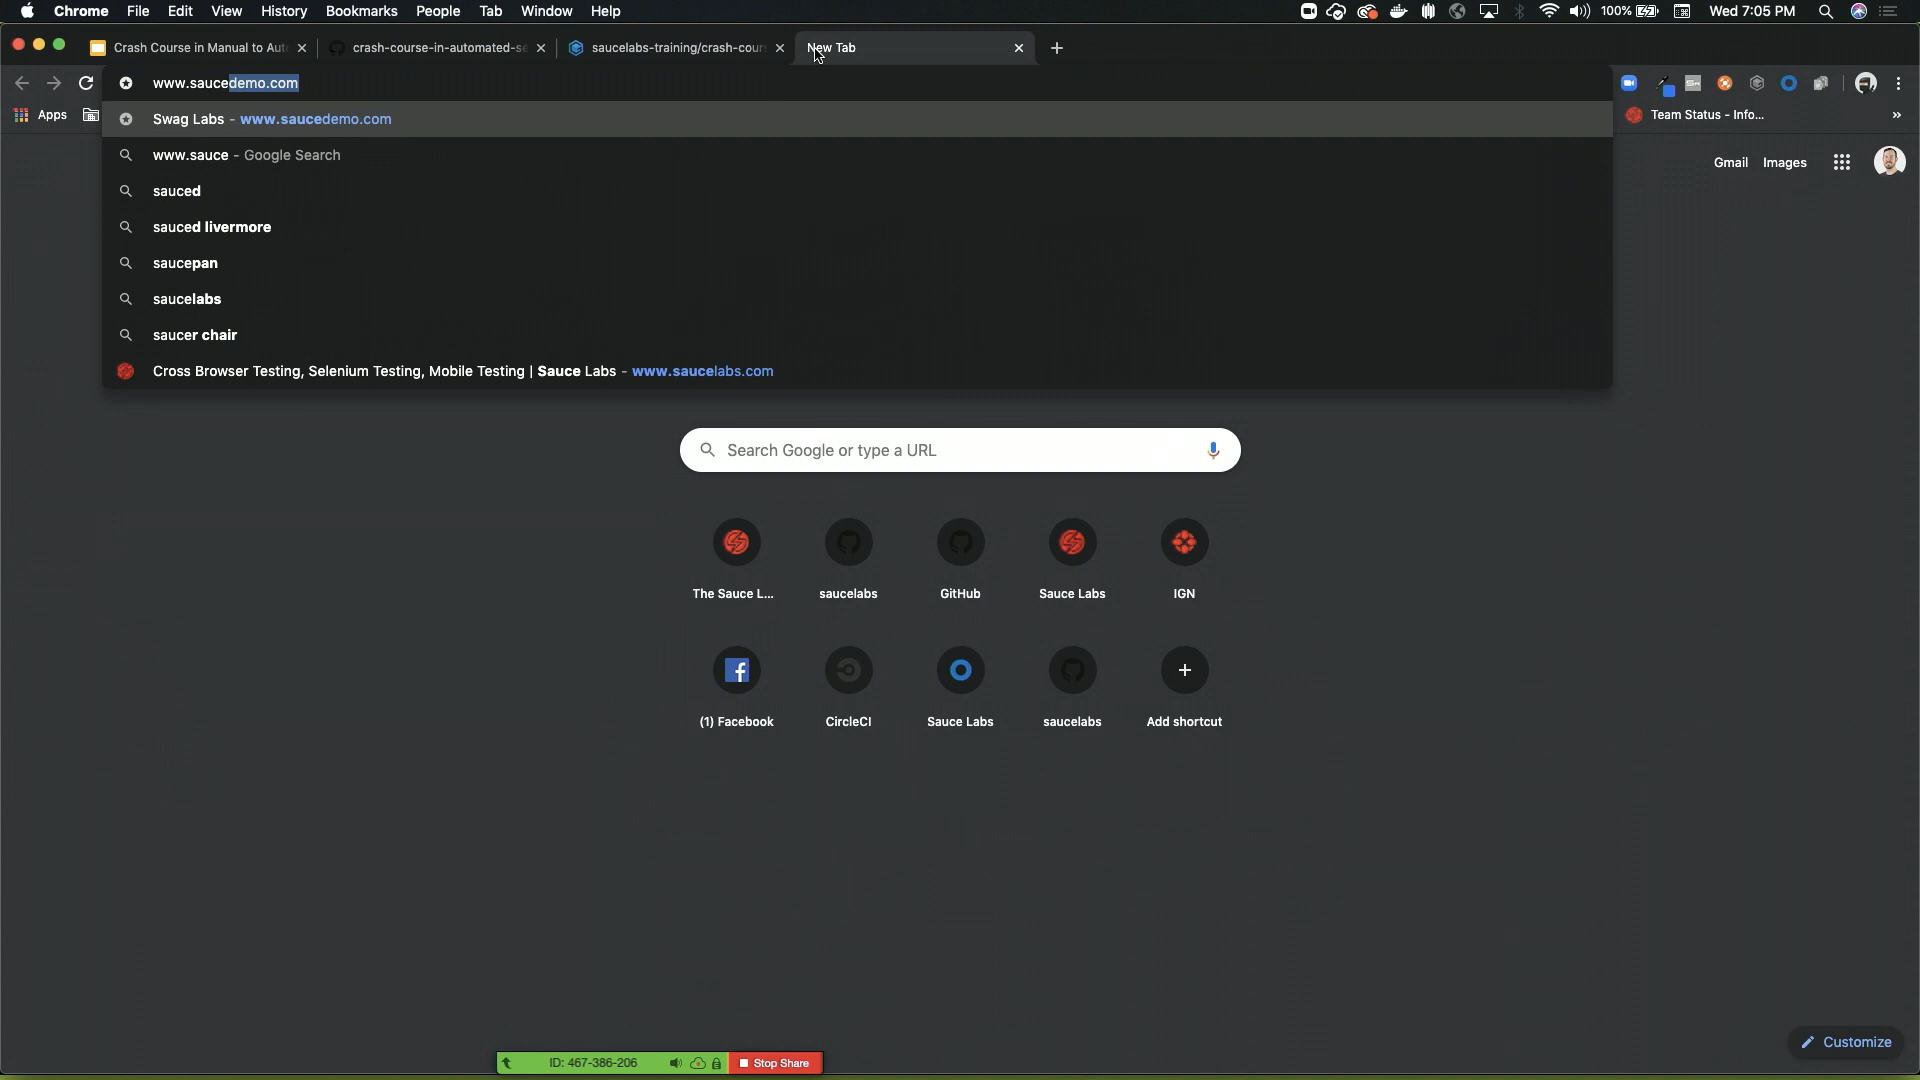 Chrome File Edit View History Bookmarks People Tab Window Help 100% Wed 7:05 PM
Crash Course in Manual to Aut crash-course-in-automated-se saucelabs-training/crash-cour New Tab
www.saucedemo.com
Apps Team Status - Info... »
Swag Labs - www.saucedemo.com
www.sauce - Google Search
Gmail Images
sauced
sauced livermore
saucepan
saucelabs
saucer chair
Cross Browser Testing, Selenium Testing, Mobile Testing | Sauce Labs - www.saucelabs.com
Search Google or type a URL
The Sauce L... saucelabs GitHub Sauce Labs IGN
(1) Facebook CircleCI Sauce Labs saucelabs Add shortcut
Customize
ID: 467-386-206 Stop Share